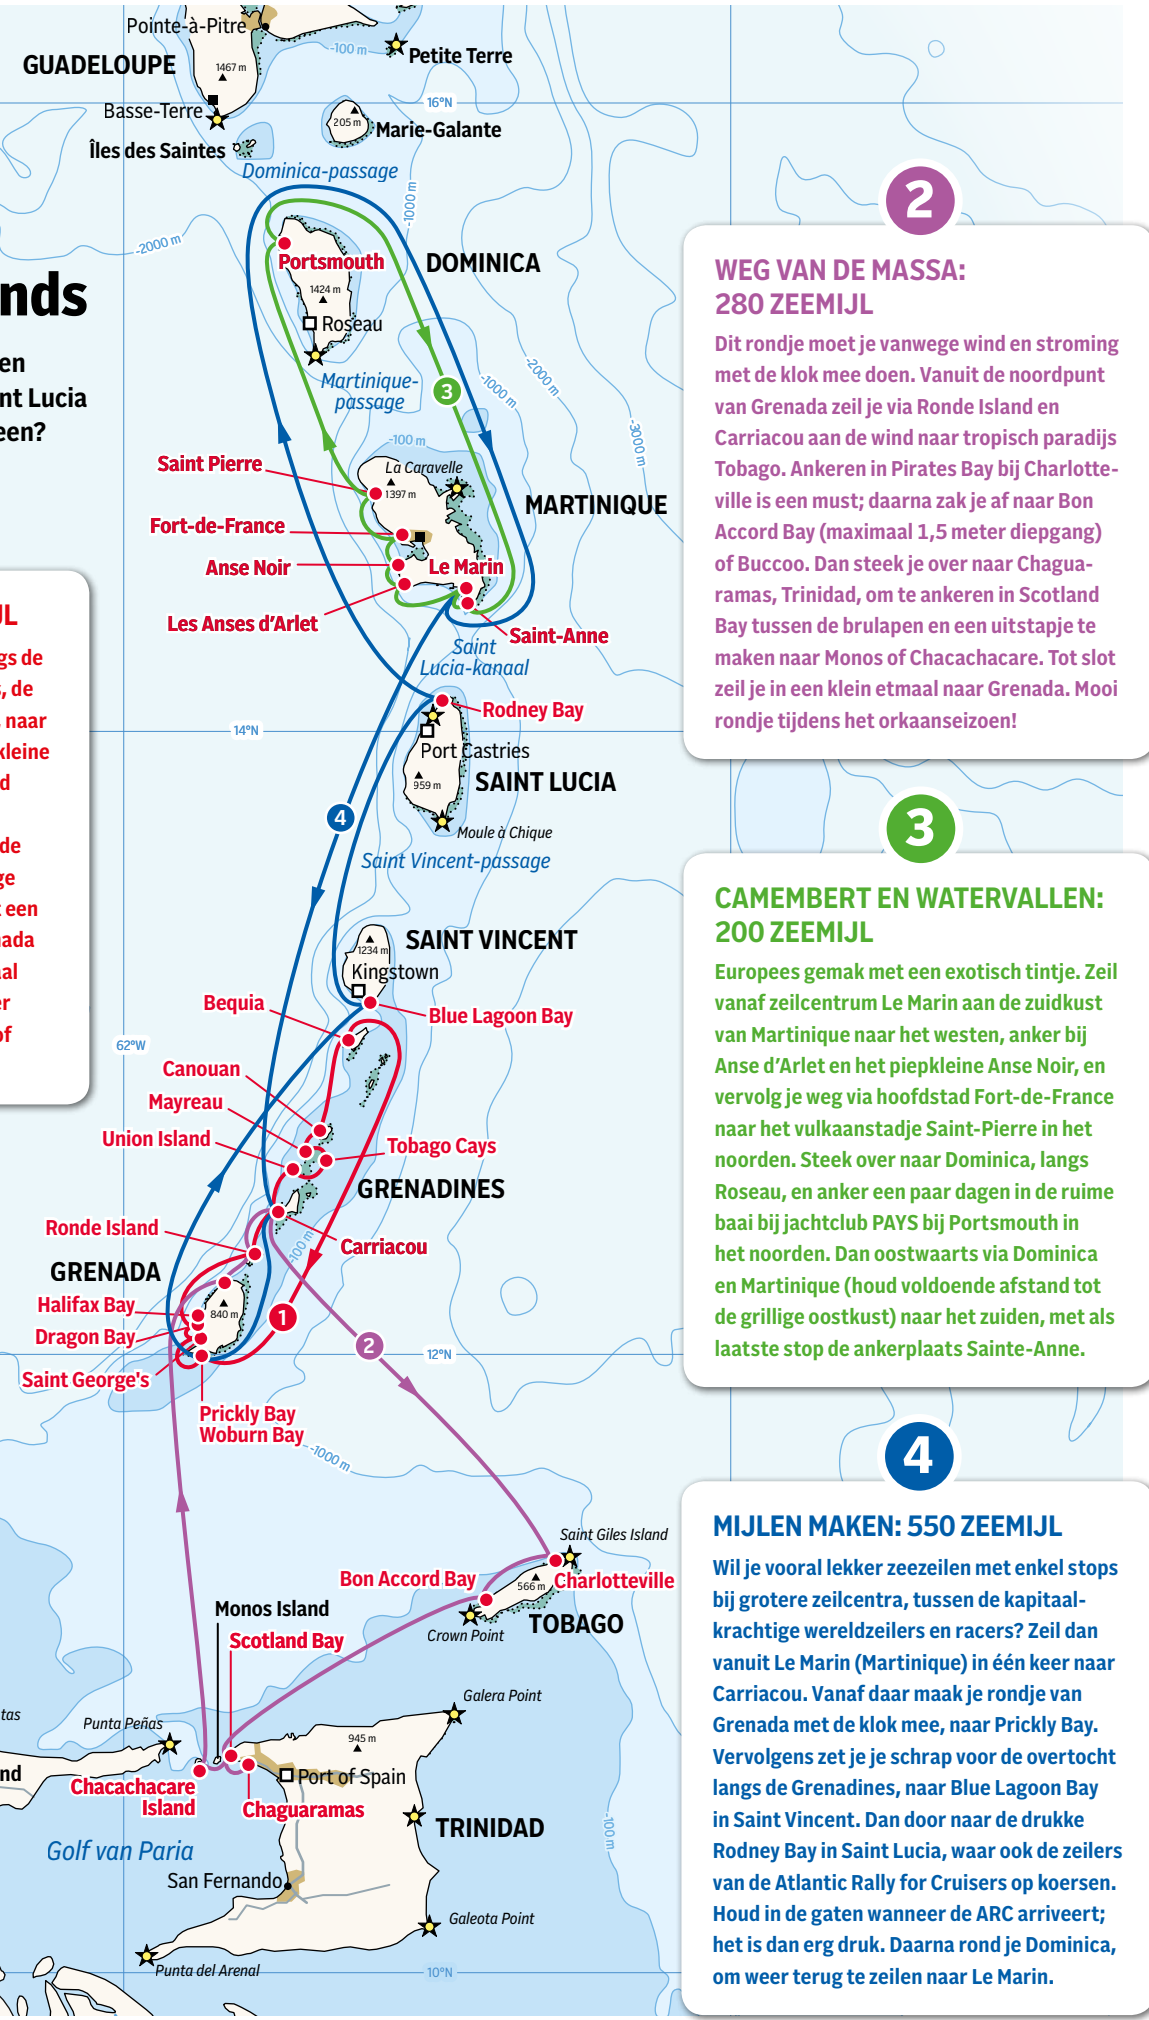 Pointe-à-Pitre
GUADELOUPE
1467 m
-100 m
Petite Terre
Basse-Terre
16°N
205 m
Marie-Galante
Îles des Saintes
Dominica-passage
-1000 m
-2000 m
Portsmouth
DOMINICA
1424 m
Roseau
nds
en
nt Lucia
een?
Martinique-
passage
3
-1000 m
-2000 m
-3000 m
-100 m
Saint Pierre
La Caravelle
1397 m
MARTINIQUE
Fort-de-France
Anse Noir
Le Marin
Les Anses d'Arlet
Saint-Anne
Saint
Lucia-kanaal
JL
gs de
, de
naar
kleine
d
de
ge
een
ada
al
er
of
Rodney Bay
14°N
Port Castries
959 m
SAINT LUCIA
4
Moule à Chique
Saint Vincent-passage
SAINT VINCENT
1234 m
Kingstown
Bequia
Blue Lagoon Bay
62°W
Canouan
Mayreau
Union Island
Tobago Cays
GRENADINES
Ronde Island
Carriacou
-100 m
GRENADA
Halifax Bay
840 m
1
Dragon Bay
2
12°N
Saint George's
Prickly Bay
Woburn Bay
-1000 m
Saint Giles Island
Bon Accord Bay
566 m
Charlotteville
Monos Island
TOBAGO
Crown Point
Scotland Bay
Galera Point
tas
Punta Peñas
945 m
nd
Port of Spain
Chacachacare
Island
Chaguaramas
TRINIDAD
-100 m
Golf van Paria
San Fernando
Galeota Point
Punta del Arenal
10°N
2
WEG VAN DE MASSA:
280 ZEEMIJL
Dit rondje moet je vanwege wind en stroming
met de klok mee doen. Vanuit de noordpunt
van Grenada zeil je via Ronde Island en
Carriacou aan de wind naar tropisch paradijs
Tobago. Ankeren in Pirates Bay bij Charlotte-
ville is een must; daarna zak je af naar Bon
Accord Bay (maximaal 1,5 meter diepgang)
of Buccoo. Dan steek je over naar Chagua-
ramas, Trinidad, om te ankeren in Scotland
Bay tussen de brulapen en een uitstapje te
maken naar Monos of Chacachacare. Tot slot
zeil je in een klein etmaal naar Grenada. Mooi
rondje tijdens het orkaanseizoen!
3
CAMEMBERT EN WATERVALLEN:
200 ZEEMIJL
Europees gemak met een exotisch tintje. Zeil
vanaf zeilcentrum Le Marin aan de zuidkust
van Martinique naar het westen, anker bij
Anse d'Arlet en het piepkleine Anse Noir, en
vervolg je weg via hoofdstad Fort-de-France
naar het vulkaanstadje Saint-Pierre in het
noorden. Steek over naar Dominica, langs
Roseau, en anker een paar dagen in de ruime
baai bij jachtclub PAYS bij Portsmouth in
het noorden. Dan oostwaarts via Dominica
en Martinique (houd voldoende afstand tot
de grillige oostkust) naar het zuiden, met als
laatste stop de ankerplaats Sainte-Anne.
4
MIJLEN MAKEN: 550 ZEEMIJL
Wil je vooral lekker zeezeilen met enkel stops
bij grotere zeilcentra, tussen de kapitaal-
krachtige wereldzeilers en racers? Zeil dan
vanuit Le Marin (Martinique) in één keer naar
Carriacou. Vanaf daar maak je rondje van
Grenada met de klok mee, naar Prickly Bay.
Vervolgens zet je je schrap voor de overtocht
langs de Grenadines, naar Blue Lagoon Bay
in Saint Vincent. Dan door naar de drukke
Rodney Bay in Saint Lucia, waar ook de zeilers
van de Atlantic Rally for Cruisers op koersen.
Houd in de gaten wanneer de ARC arriveert;
het is dan erg druk. Daarna rond je Dominica,
om weer terug te zeilen naar Le Marin.